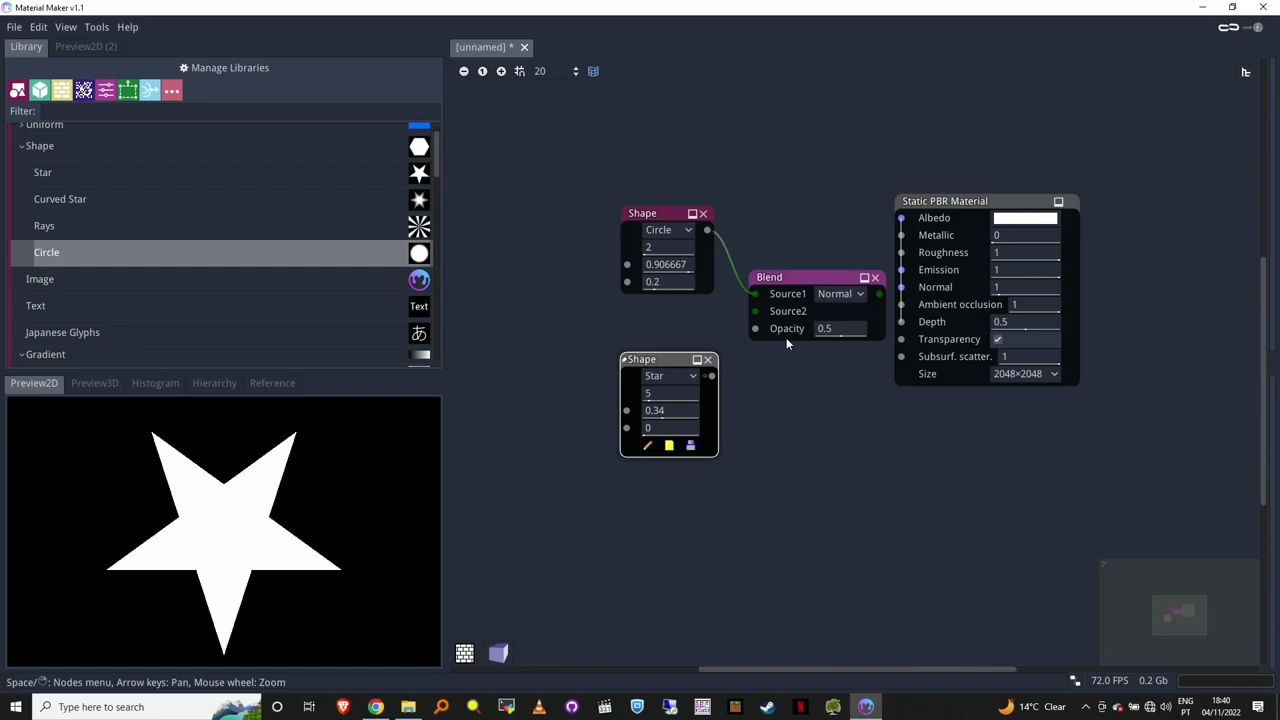 Material Maker v1.1
File Edit View Tools Help
Library Preview2D (2)
[unnamed] *
Manage Libraries
20
Filter:
Uniform
Shape
Star
Curved Star
Rays
Circle
Image
Text Text
Japanese Glyphs あ
Gradient
Preview2D Preview3D Histogram Hierarchy Reference
Shape
Circle
2
0.906667
0.2
Shape
Star
5
0.34
0
Blend
Source1 Normal
Source2
Opacity 0.5
Static PBR Material
Albedo
Metallic 0
Roughness 1
Emission 1
Normal 1
Ambient occlusion 1
Depth 0.5
Transparency
Subsurf. scatter. 1
Size 2048×2048
Space/ : Nodes menu, Arrow keys: Pan, Mouse wheel: Zoom
72.0 FPS 0.2 Gb
Type here to search
14°C Clear
ENG
PT
18:40
04/11/2022